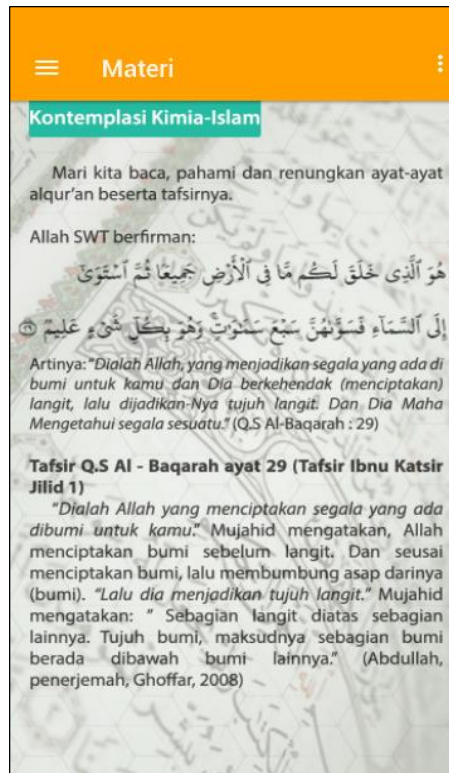 Materi
Kontemplasi Kimia-Islam
Mari kita baca, pahami dan renungkan ayat-ayat
alqur'an beserta tafsirnya.
Allah SWT berfirman:
هُوَ ٱلَّذِى خَلَقَ لَكُم مَّا فِى ٱلْأَرْضِ جَمِيعًا ثُمَّ ٱسْتَوَىٰٓ
إِلَى ٱلسَّمَآءِ فَسَوَّىٰهُنَّ سَبْعَ سَمَٰوَٰتٍ ۚ وَهُوَ بِكُلِّ شَىْءٍ عَلِيمٌ ٢٩
Artinya: "Dialah Allah, yang menjadikan segala yang ada di
bumi untuk kamu dan Dia berkehendak (menciptakan)
langit, lalu dijadikan-Nya tujuh langit. Dan Dia Maha
Mengetahui segala sesuatu." (Q.S Al-Baqarah : 29)
Tafsir Q.S Al - Baqarah ayat 29 (Tafsir Ibnu Katsir
Jilid 1)
"Dialah Allah yang menciptakan segala yang ada
dibumi untuk kamu." Mujahid mengatakan, Allah
menciptakan bumi sebelum langit. Dan seusai
menciptakan bumi, lalu membumbung asap darinya
(bumi). "Lalu dia menjadikan tujuh langit." Mujahid
mengatakan: " Sebagian langit diatas sebagian
lainnya. Tujuh bumi, maksudnya sebagian bumi
berada dibawah bumi lainnya." (Abdullah,
penerjemah, Ghoffar, 2008)